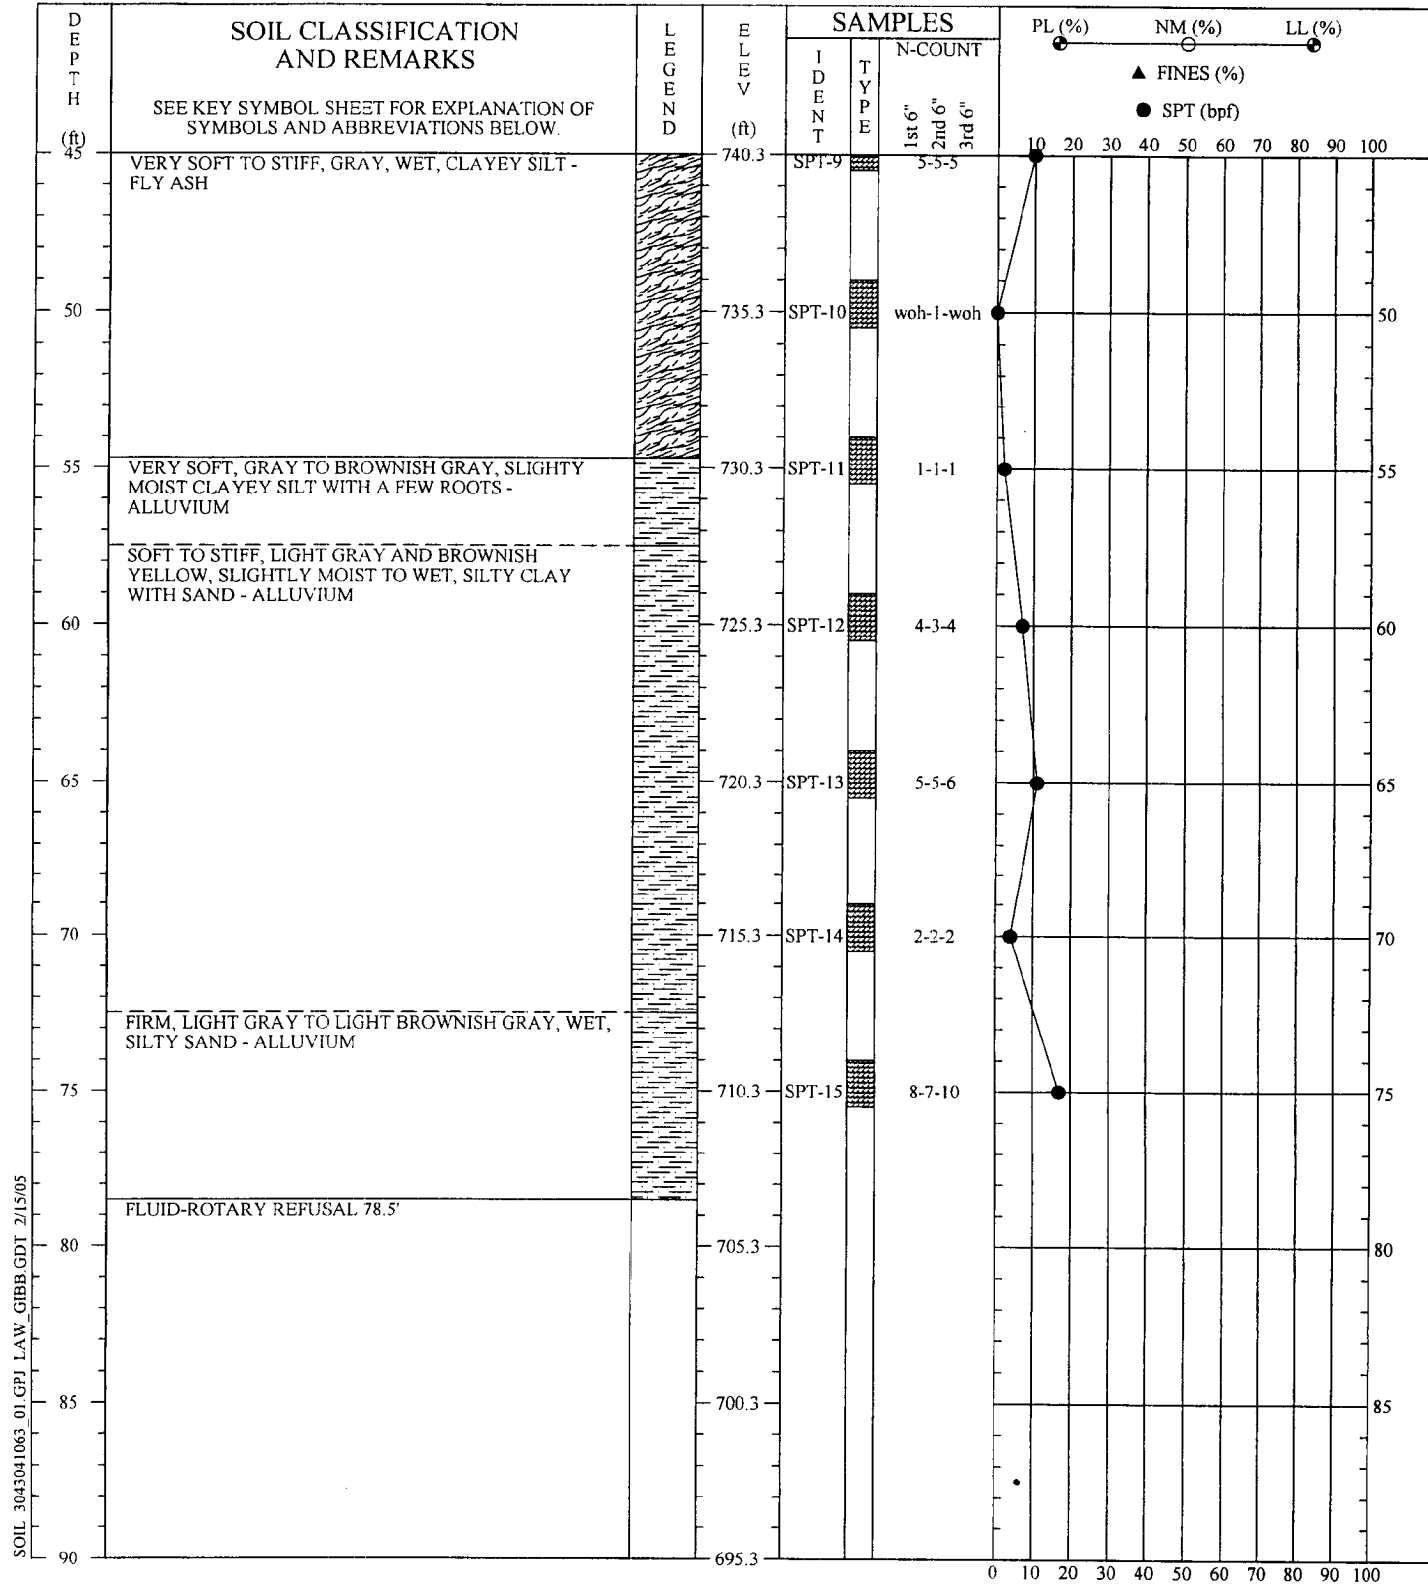 DEPTH
(ft)
SOIL CLASSIFICATION
AND REMARKS
SEE KEY SYMBOL SHEET FOR EXPLANATION OF
SYMBOLS AND ABBREVIATIONS BELOW.
LEGEND
ELEV
(ft)
SAMPLES
IDENT
TYPE
N-COUNT
1st 6"
2nd 6"
3rd 6"
PL (%)
NM (%)
LL (%)
▲ FINES (%)
● SPT (bpf)
10 20 30 40 50 60 70 80 90 100
45
VERY SOFT TO STIFF, GRAY, WET, CLAYEY SILT -
FLY ASH
740.3
SPT-9
5-5-5
50
735.3
SPT-10
woh-1-woh
50
55
VERY SOFT, GRAY TO BROWNISH GRAY, SLIGHTY
MOIST CLAYEY SILT WITH A FEW ROOTS -
ALLUVIUM
730.3
SPT-11
1-1-1
55
SOFT TO STIFF, LIGHT GRAY AND BROWNISH
YELLOW, SLIGHTLY MOIST TO WET, SILTY CLAY
WITH SAND - ALLUVIUM
60
725.3
SPT-12
4-3-4
60
65
720.3
SPT-13
5-5-6
65
70
715.3
SPT-14
2-2-2
70
FIRM, LIGHT GRAY TO LIGHT BROWNISH GRAY, WET,
SILTY SAND - ALLUVIUM
75
710.3
SPT-15
8-7-10
75
FLUID-ROTARY REFUSAL 78.5'
80
705.3
80
85
700.3
85
90
695.3
0 10 20 30 40 50 60 70 80 90 100
SOIL 3043041063_01.GPJ LAW_GIBB.GDT 2/15/05